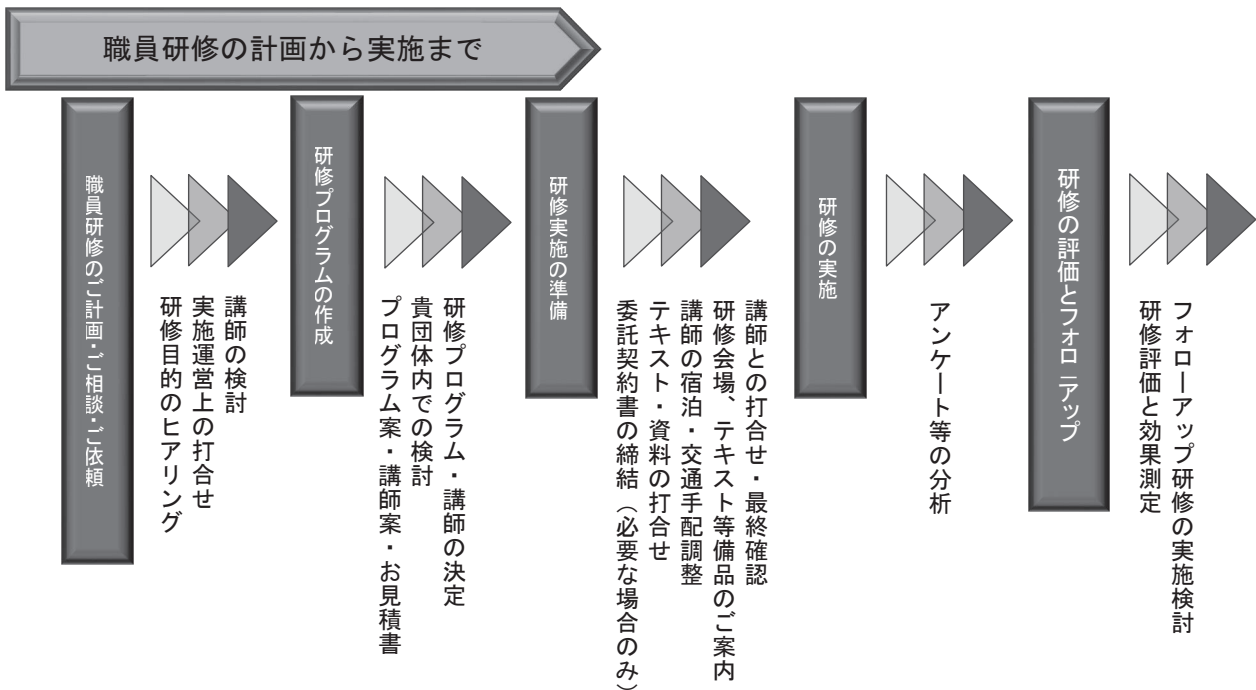 職員研修の計画から実施まで
職員研修のご計画・ご相談・ご依頼
研修目的のヒアリング
実施運営上の打合せ
講師の検討
研修プログラムの作成
プログラム案・講師案・お見積書
貴団体内での検討
研修プログラム・講師の決定
研修実施の準備
委託契約書の締結（必要な場合のみ）
テキスト・資料の打合せ
講師の宿泊・交通手配調整
研修会場、テキスト等備品のご案内
講師との打合せ・最終確認
研修の実施
アンケート等の分析
研修の評価とフォローアップ
研修評価と効果測定
フォローアップ研修の実施検討